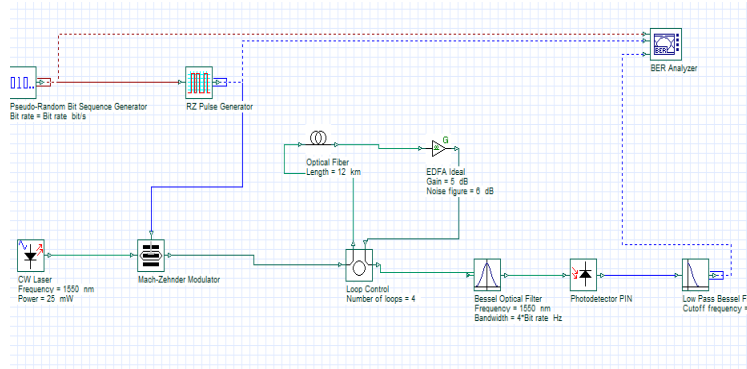 BER
BER Analyzer
010..
Pseudo-Random Bit Sequence Generator
Bit rate = Bit rate bit/s
RZ Pulse Generator
G
Optical Fiber
Length = 12 km
EDFA Ideal
Gain = 5 dB
Noise figure = 6 dB
CW Laser
Frequency = 1550 nm
Power = 25 mW
Mach-Zehnder Modulator
Loop Control
Number of loops = 4
Bessel Optical Filter
Frequency = 1550 nm
Bandwidth = 4*Bit rate Hz
Photodetector PIN
Low Pass Bessel F
Cutoff frequency =